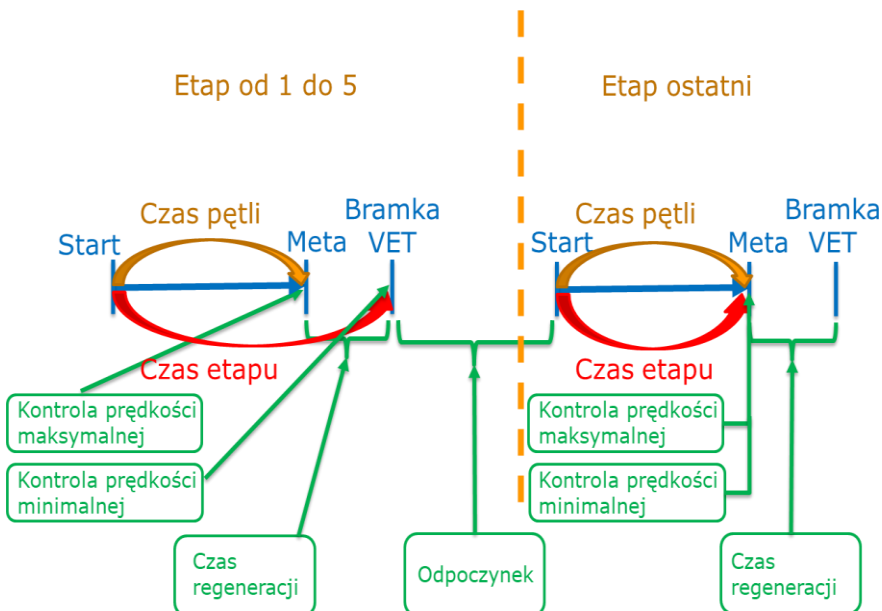 Etap od 1 do 5
Etap ostatni
Czas pętli
Bramka
VET
Start
Meta
Czas etapu
Kontrola prędkości
maksymalnej
Kontrola prędkości
minimalnej
Czas
regeneracji
Odpoczynek
Czas pętli
Bramka
VET
Start
Meta
Czas etapu
Kontrola prędkości
maksymalnej
Kontrola prędkości
minimalnej
Czas
regeneracji